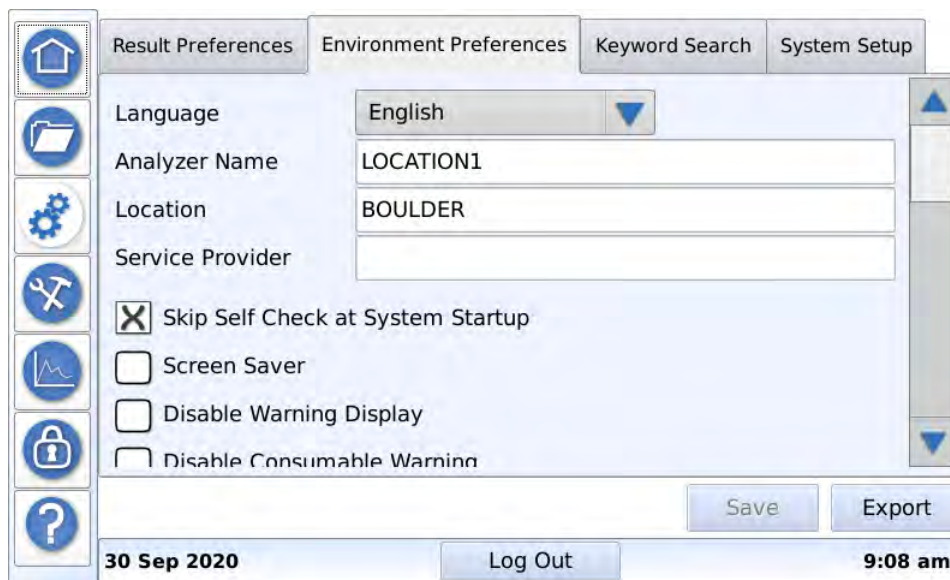 Result Preferences Environment Preferences Keyword Search System Setup
Language English
Analyzer Name LOCATION1
Location BOULDER
Service Provider
Skip Self Check at System Startup
Screen Saver
Disable Warning Display
Disable Consumable Warning
Save Export
30 Sep 2020 Log Out 9:08 am